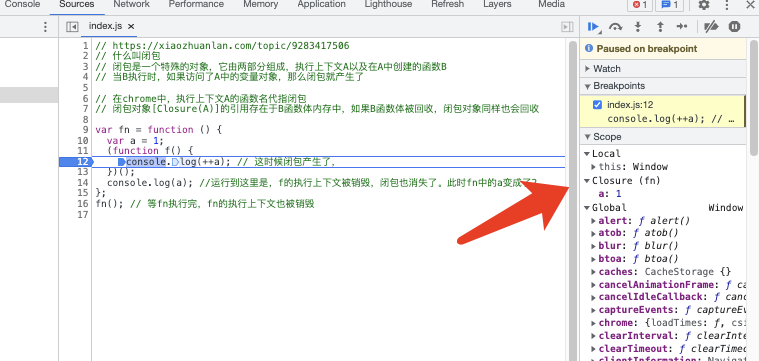 Console Sources Network Performance Memory Application Lighthouse Redux Layers Media 1 1
index.js
1 // https://xiaozhuanlan.com/topic/9283417506
2 // 什么叫闭包
3 // 闭包是一个特殊的对象，它由两部分组成，执行上下文A以及在A中创建的函数B
4 // 当B执行时，如果访问了A中的变量对象，那么闭包就产生了
5
6 // 在chrome中，执行上下文A的函数名代指闭包
7 // 闭包对象[Closure(A)]的引用存在于B函数体内存中，如果B函数体被回收，闭包对象同样也会回收
8
9 var fn = function () {
10 var a = 1;
11 (function f() {
12 console.log(++a); // 这时候闭包产生了，
13 })();
14 console.log(a); //运行到这里是，f的执行上下文被销毁，闭包也消失了。此时fn中的a变成了2
15 };
16 fn(); // 等fn执行完，fn的执行上下文也被销毁
17
Paused on breakpoint
Watch
Breakpoints
index.js:12
console.log(++a); // …
Scope
Local
this: Window
Closure (fn)
a: 1
Global Window
alert: ƒ alert()
atob: ƒ atob()
blur: ƒ blur()
btoa: ƒ btoa()
caches: CacheStorage {}
cancelAnimationFrame: ƒ ca
cancelIdleCallback: ƒ canc
captureEvents: ƒ captureEv
chrome: {loadTimes: ƒ, csi
clearInterval: ƒ clearInte
clearTimeout: ƒ clearTimeo
clientInformation: Navigat